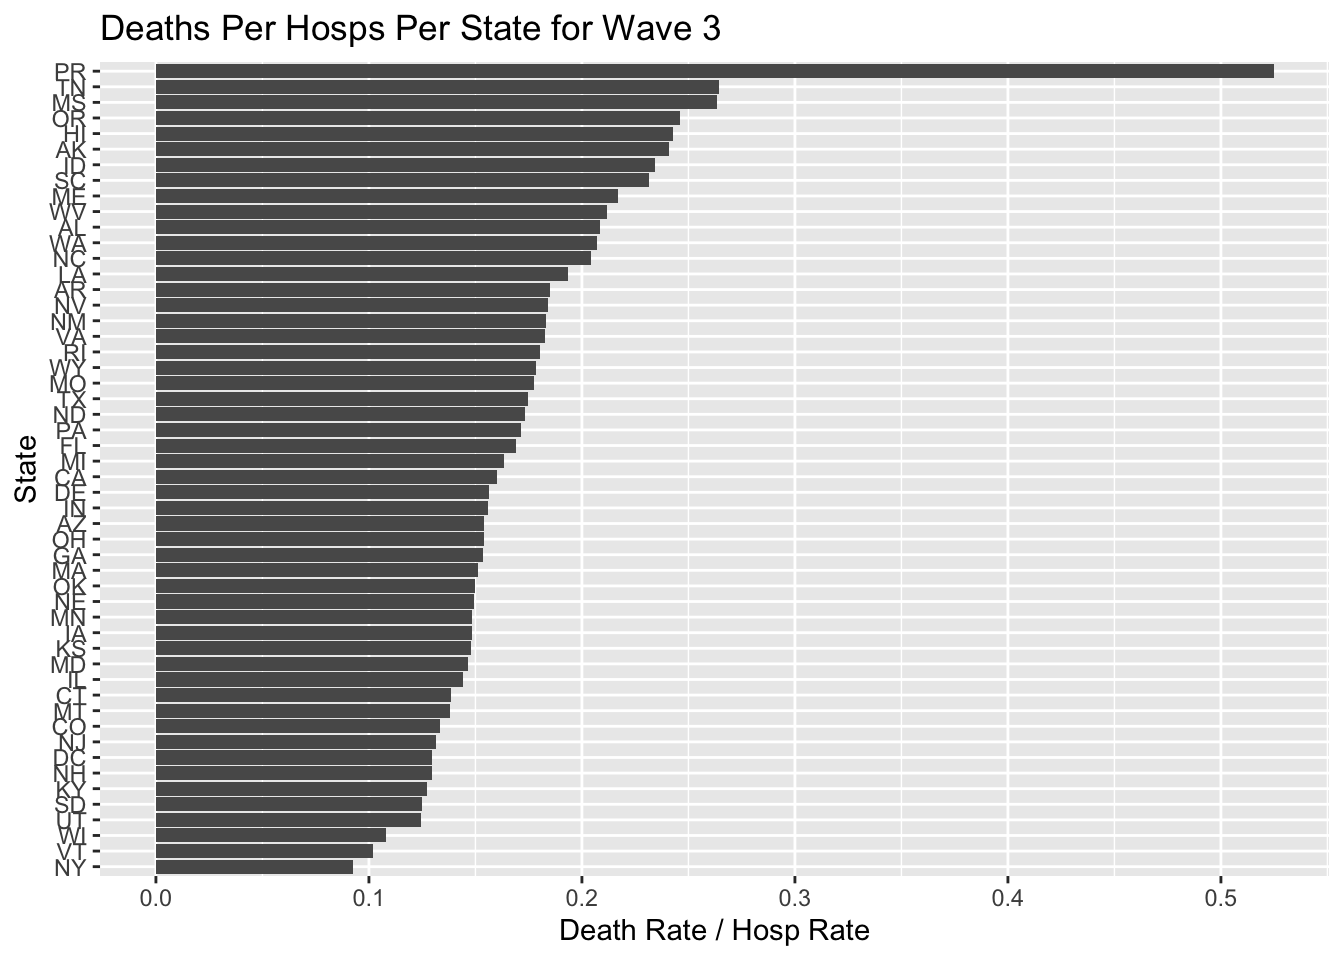 Deaths Per Hosps Per State for Wave 3
State
PR
TN
MS
OR
HI
AK
ID
SC
ME
WV
AL
WA
NC
LA
AR
NV
NM
VA
RI
WY
MO
TX
ND
PA
FL
MI
CA
DE
IN
AZ
OH
GA
MA
OK
NE
MN
IA
KS
MD
IL
CT
MT
CO
NJ
DC
NH
KY
SD
UT
WI
VT
NY
0.0 0.1 0.2 0.3 0.4 0.5
Death Rate / Hosp Rate